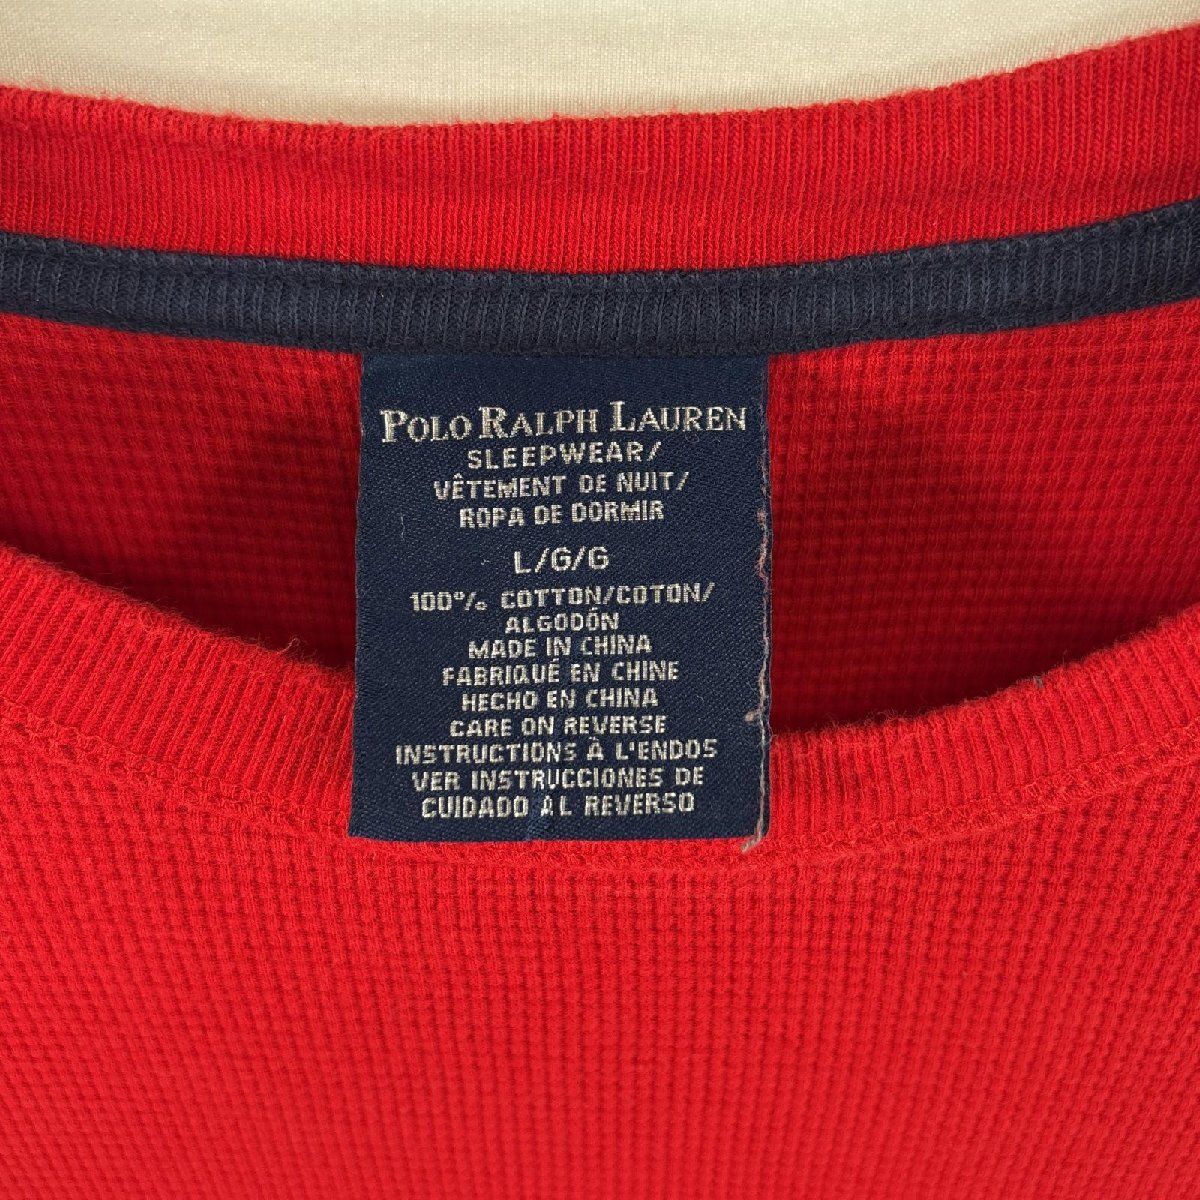 POLO RALPH LAUREN
SLEEPWEAR/
VÊTEMENT DE NUIT/
ROPA DE DORMIR
L/G/G
100% COTTON/COTON/
ALGODÓN
MADE IN CHINA
FABRIQUÉ EN CHINE
HECHO EN CHINA
CARE ON REVERSE
INSTRUCTIONS À L'ENDOS
VER INSTRUCCIONES DE
CUIDADO AL REVERSO